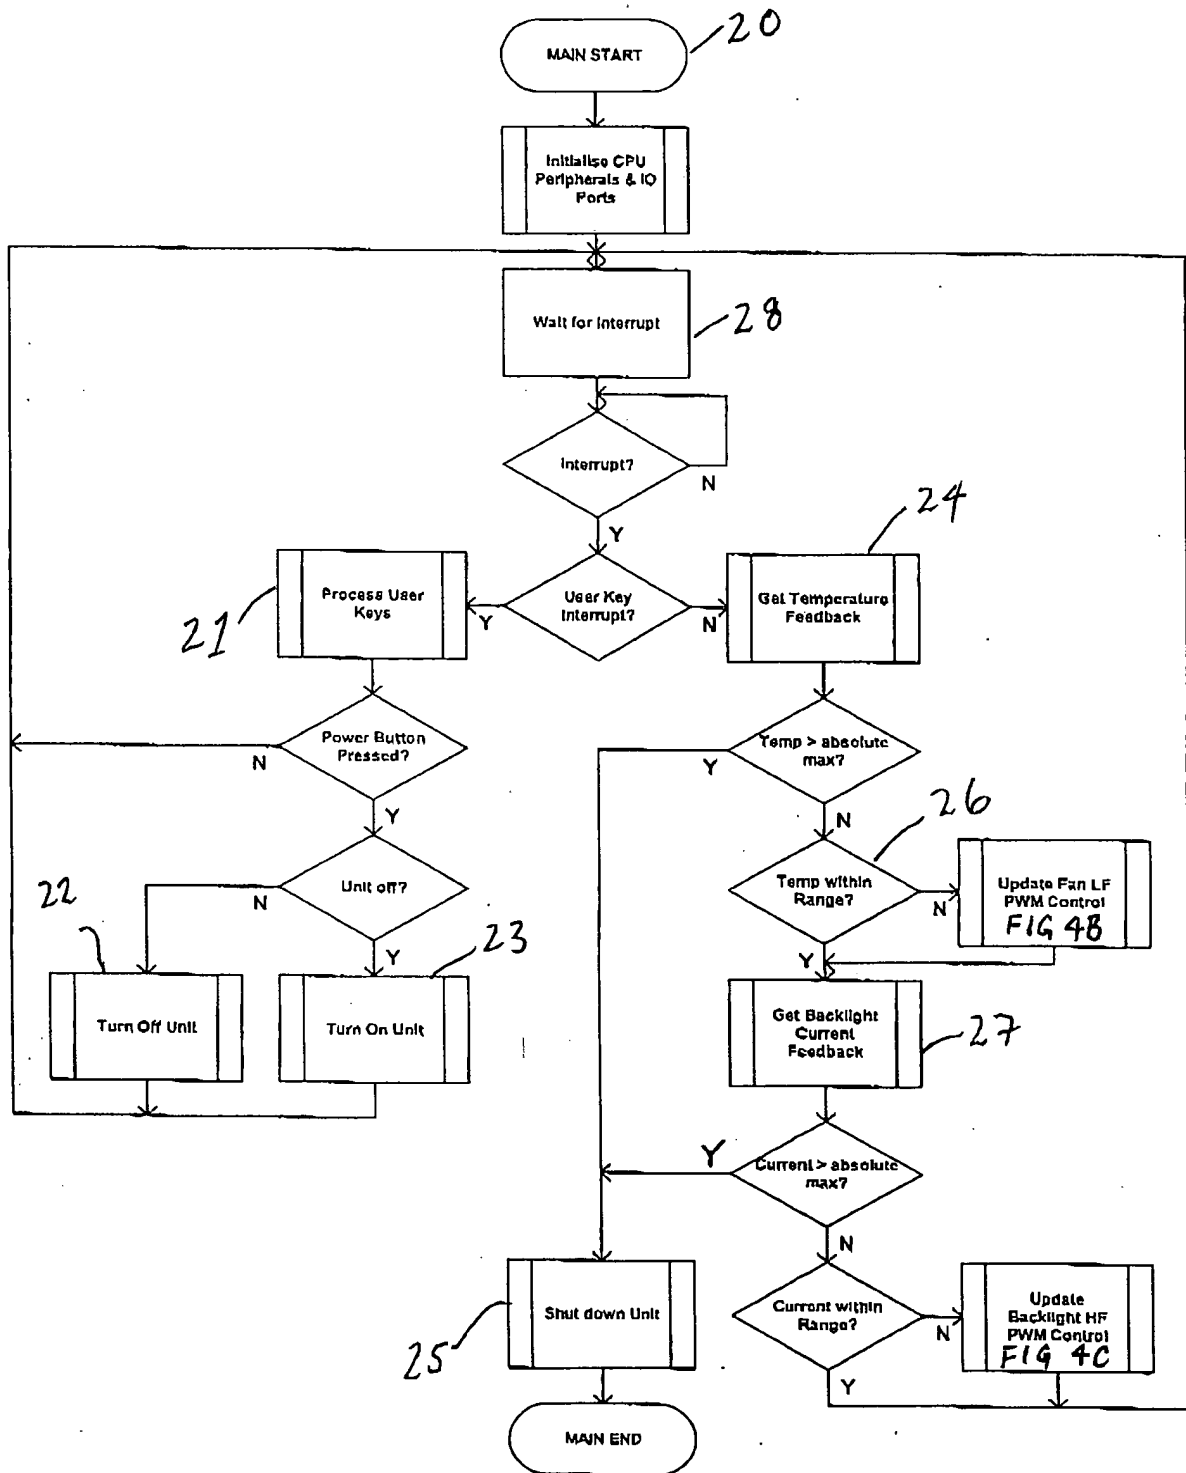 20
MAIN START
Initialise CPU
Peripherals & IO
Ports
Wait for Interrupt
28
Interrupt?
N
Y
24
21
Process User
Keys
Y
User Key
Interrupt?
N
Get Temperature
Feedback
Power Button
Pressed?
N
Y
Temp > absolute
max?
Y
N
26
Unit off?
N
Y
Temp within
Range?
N
Y
Update Fan LF
PWM Control
FIG 4B
22
23
Turn Off Unit
Turn On Unit
Get Backlight
Current
Feedback
27
Y
Current > absolute
max?
N
25
Shut down Unit
Current within
Range?
N
Y
Update
Backlight HF
PWM Control
FIG 4C
MAIN END